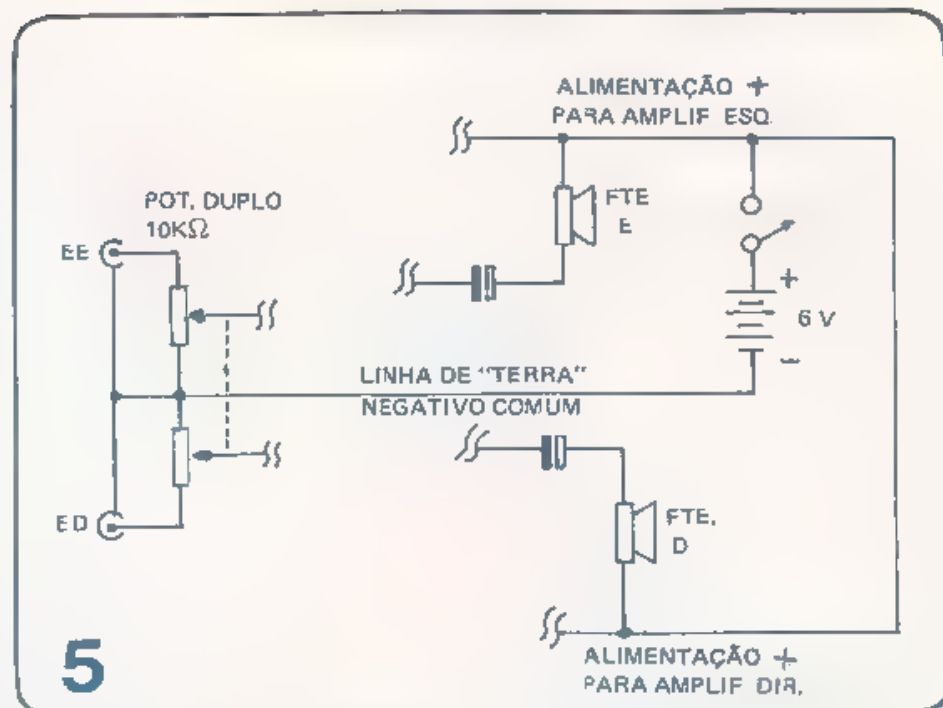 ALIMENTAÇÃO +
PARA AMPLIF ESQ.
POT. DUPLO
10KΩ
EE
FTE
E
+
6 V
−
LINHA DE "TERRA"
NEGATIVO COMUM
ED
FTE.
D
ALIMENTAÇÃO +
PARA AMPLIF DIR.
5